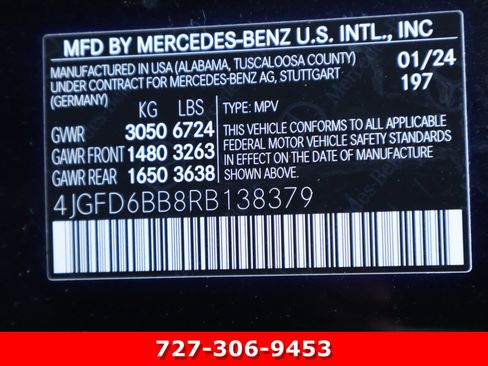 MFD BY MERCEDES-BENZ U.S. INTL., INC
MANUFACTURED IN USA (ALABAMA, TUSCALOOSA COUNTY) 01/24
UNDER CONTRACT FOR MERCEDES-BENZ AG, STUTTGART 197
(GERMANY)
KG LBS TYPE: MPV
GVWR 3050 6724 THIS VEHICLE CONFORMS TO ALL APPLICABLE
GAWR FRONT 1480 3263 FEDERAL MOTOR VEHICLE SAFETY STANDARDS
GAWR REAR 1650 3638 IN EFFECT ON THE DATE OF MANUFACTURE
SHOWN ABOVE.
4JGFD6BB8RB138379
727-306-9453